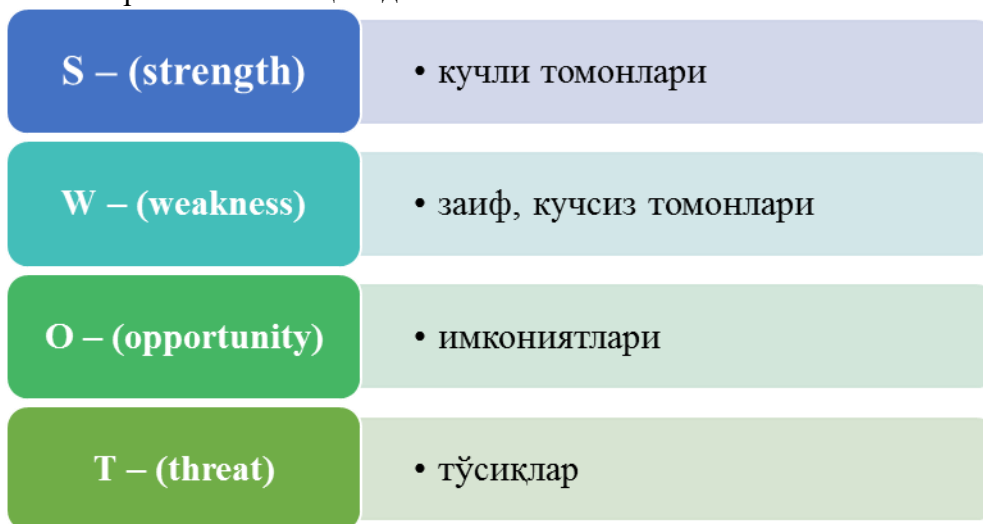 S – (strength)
• кучли томонлари
W – (weakness)
• заиф, кучсиз томонлари
O – (opportunity)
• имкониятлари
T – (threat)
• тўсиқлар